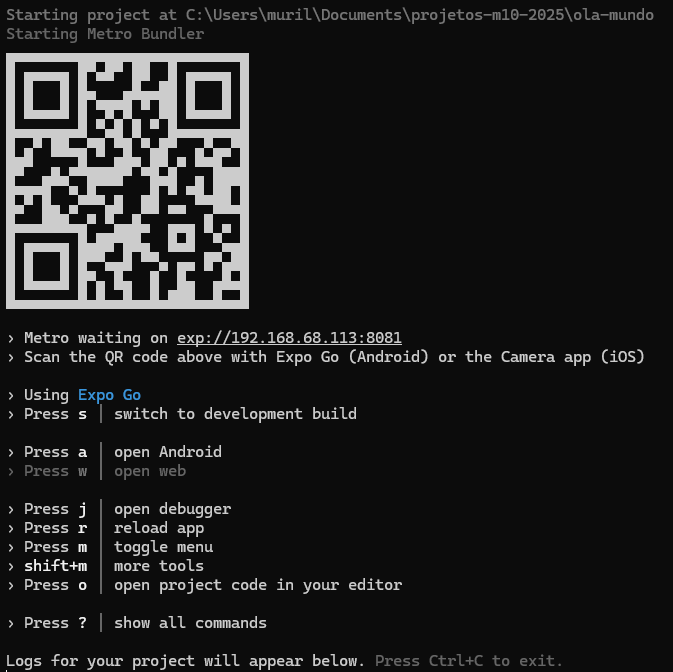 Starting project at C:\Users\muril\Documents\projetos-m10-2025\ola-mundo
Starting Metro Bundler
› Metro waiting on exp://192.168.68.113:8081
› Scan the QR code above with Expo Go (Android) or the Camera app (iOS)
› Using Expo Go
› Press s │ switch to development build
› Press a │ open Android
› Press w │ open web
› Press j │ open debugger
› Press r │ reload app
› Press m │ toggle menu
› shift+m │ more tools
› Press o │ open project code in your editor
› Press ? │ show all commands
Logs for your project will appear below. Press Ctrl+C to exit.